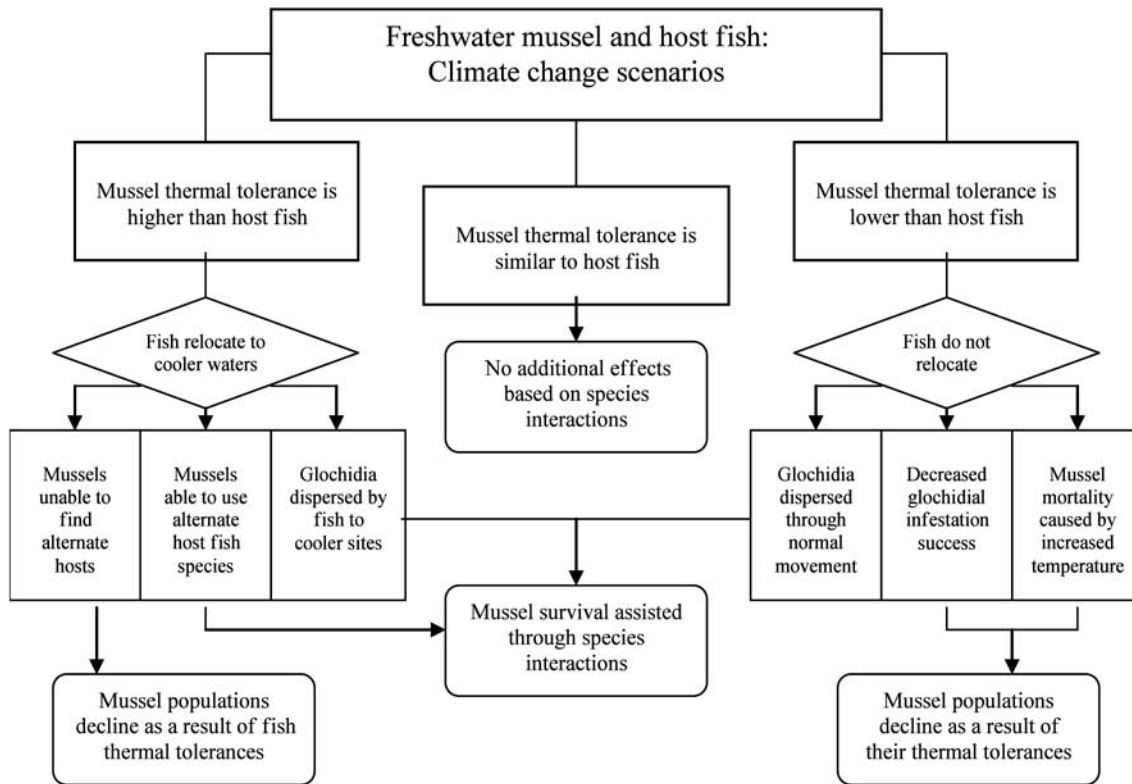 Freshwater mussel and host fish:
Climate change scenarios
Mussel thermal tolerance is
higher than host fish
Mussel thermal tolerance is
similar to host fish
Mussel thermal tolerance is
lower than host fish
Fish relocate to
cooler waters
No additional effects
based on species
interactions
Fish do not
relocate
Mussels
unable to
find
alternate
hosts
Mussels
able to use
alternate
host fish
species
Glochidia
dispersed by
fish to
cooler sites
Glochidia
dispersed
through
normal
movement
Decreased
glochidial
infestation
success
Mussel
mortality
caused by
increased
temperature
Mussel survival assisted
through species
interactions
Mussel populations
decline as a result of fish
thermal tolerances
Mussel populations
decline as a result of
their thermal tolerances